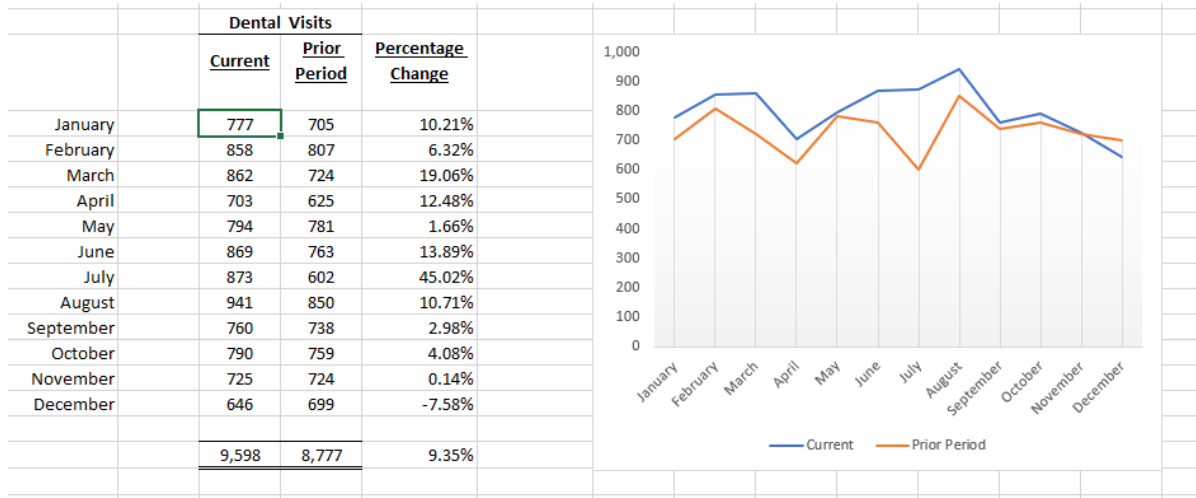 Dental Visits
Current Prior Period Percentage Change
January 777 705 10.21%
February 858 807 6.32%
March 862 724 19.06%
April 703 625 12.48%
May 794 781 1.66%
June 869 763 13.89%
July 873 602 45.02%
August 941 850 10.71%
September 760 738 2.98%
October 790 759 4.08%
November 725 724 0.14%
December 646 699 -7.58%
9,598 8,777 9.35%
1,000
900
800
700
600
500
400
300
200
100
0
January February March April May June July August September October November December
Current Prior Period